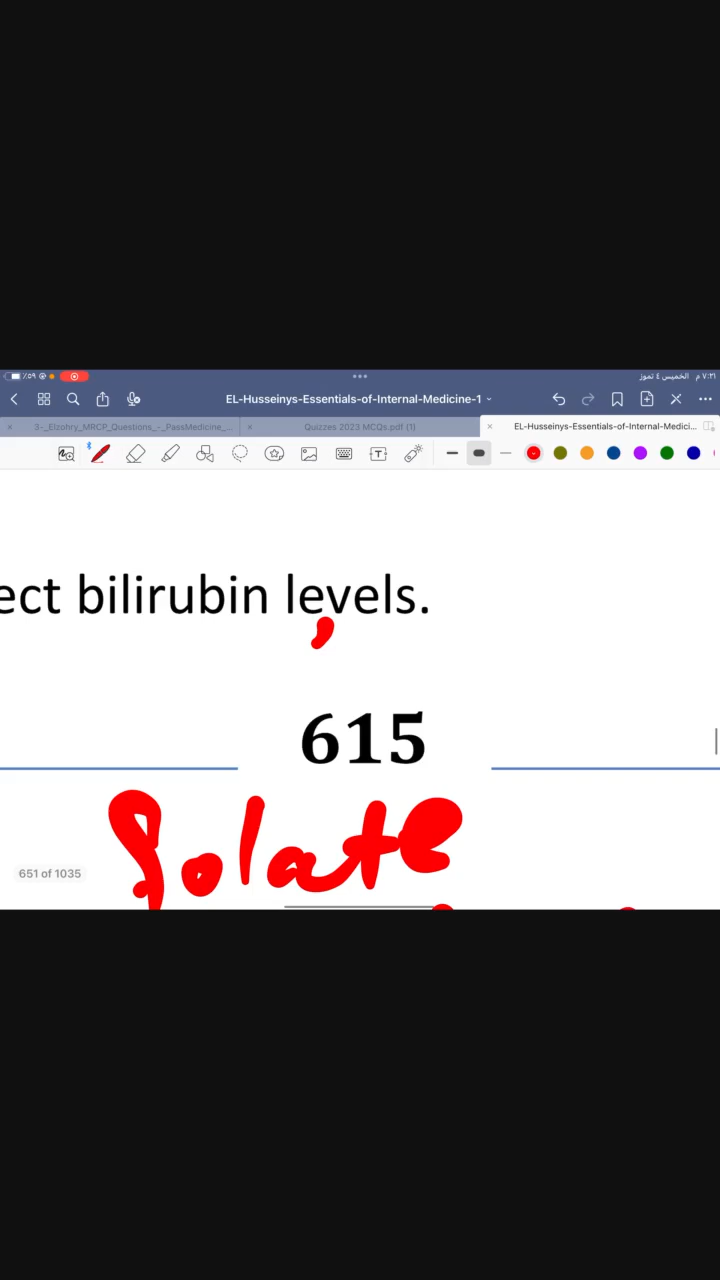 ٪٥٩
٧:٢١ م الخميس ٤ تموز
EL-Husseinys-Essentials-of-Internal-Medicine-1
3-_Elzohry_MRCP_Questions_-_PassMedicine_...
Quizzes 2023 MCQs.pdf (1)
EL-Husseinys-Essentials-of-Internal-Medici...
ect bilirubin levels.
615
folate
651 of 1035